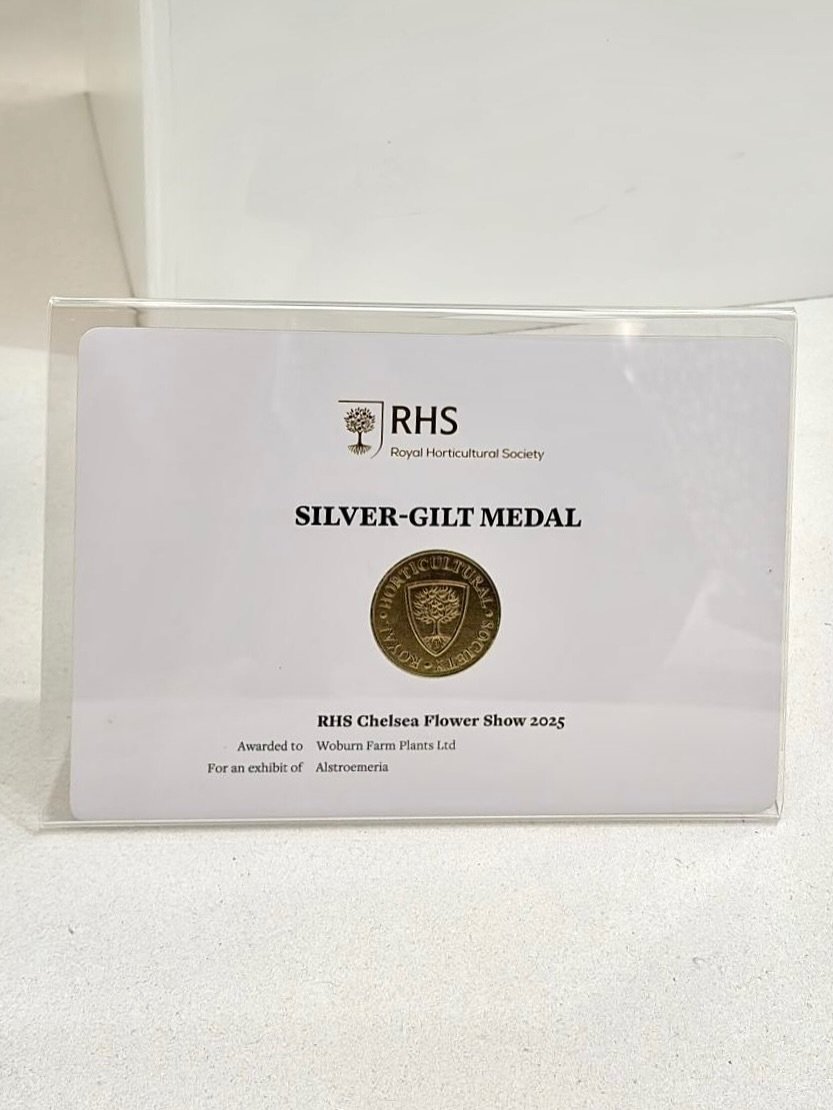 RHS
Royal Horticultural Society
SILVER-GILT MEDAL
ROYAL • HORTICULTURAL • SOCIETY •
RHS Chelsea Flower Show 2025
Awarded to Woburn Farm Plants Ltd
For an exhibit of Alstroemeria